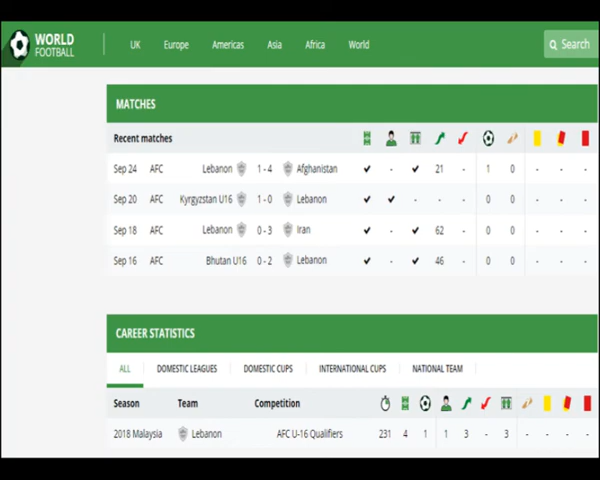 WORLD
FOOTBALL
UK Europe Americas Asia Africa World
Search
MATCHES
Recent matches
Sep 24 AFC Lebanon 1 - 4 Afghanistan - 21 - 1 0 - - -
Sep 20 AFC Kyrgyzstan U16 1 - 0 Lebanon - - - 0 0 - - -
Sep 18 AFC Lebanon 0 - 3 Iran - 62 - 0 0 - - -
Sep 16 AFC Bhutan U16 0 - 2 Lebanon - 46 - 0 0 - - -
CAREER STATISTICS
ALL DOMESTIC LEAGUES DOMESTIC CUPS INTERNATIONAL CUPS NATIONAL TEAM
Season Team Competition
2018 Malaysia Lebanon AFC U-16 Qualifiers 231 4 1 1 3 - 3 - - - -